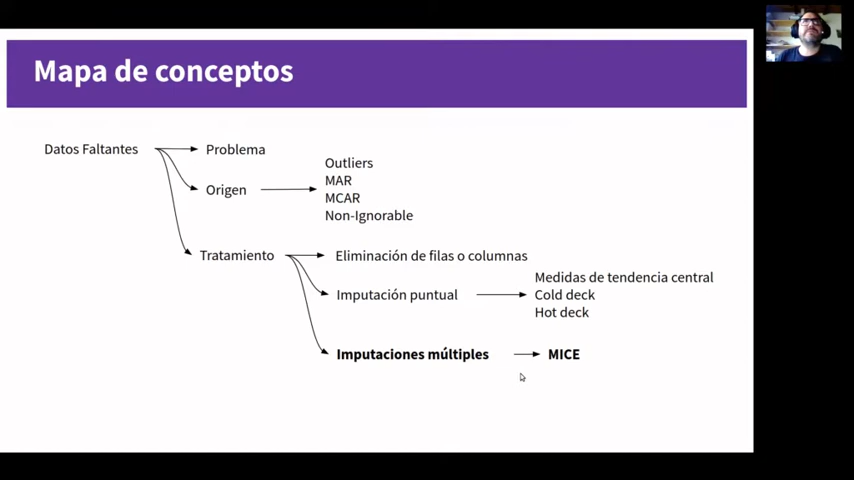 Mapa de conceptos
Datos Faltantes
Problema
Origen
Outliers
MAR
MCAR
Non-Ignorable
Tratamiento
Eliminación de filas o columnas
Imputación puntual
Medidas de tendencia central
Cold deck
Hot deck
Imputaciones múltiples
MICE